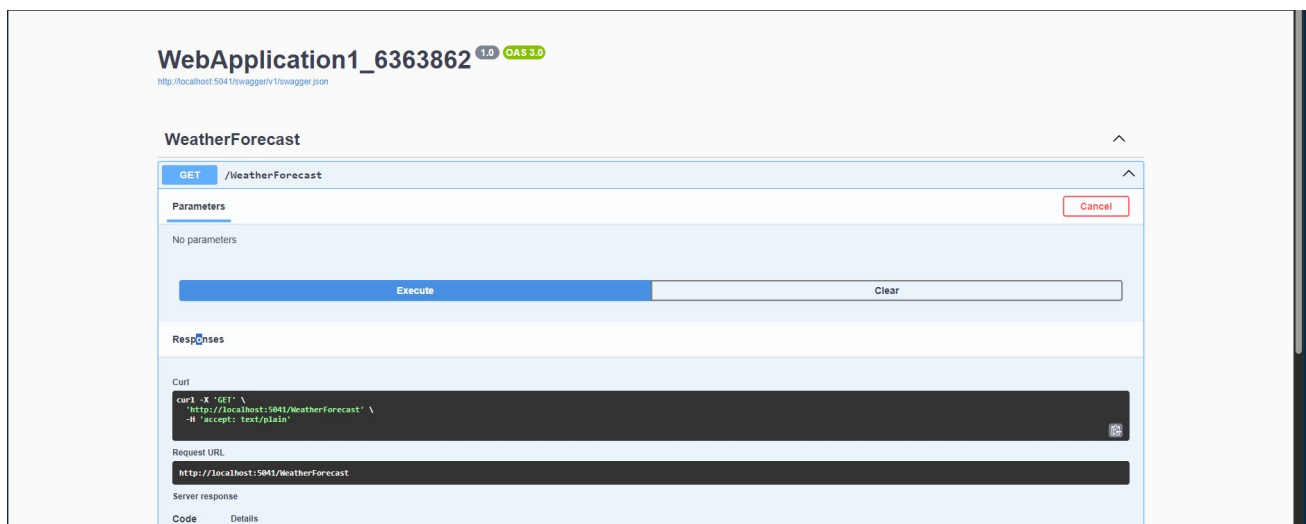 WebApplication1_6363862 1.0 OAS 3.0
http://localhost:5041/swagger/v1/swagger.json
WeatherForecast
GET /WeatherForecast
Parameters Cancel
No parameters
Execute Clear
Responses
Curl
curl -X 'GET' \
'http://localhost:5041/WeatherForecast' \
-H 'accept: text/plain'
Request URL
http://localhost:5041/WeatherForecast
Server response
Code Details